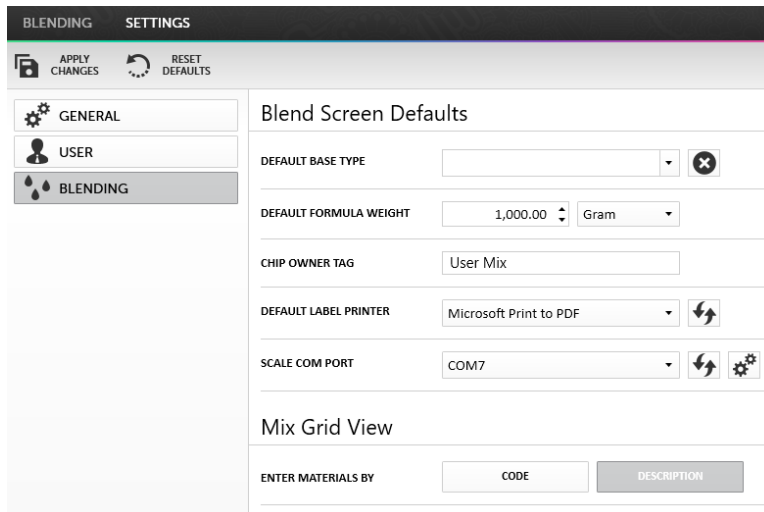 BLENDING SETTINGS
APPLY CHANGES
RESET DEFAULTS
GENERAL
USER
BLENDING
Blend Screen Defaults
DEFAULT BASE TYPE
DEFAULT FORMULA WEIGHT 1,000.00 Gram
CHIP OWNER TAG User Mix
DEFAULT LABEL PRINTER Microsoft Print to PDF
SCALE COM PORT COM7
Mix Grid View
ENTER MATERIALS BY CODE DESCRIPTION